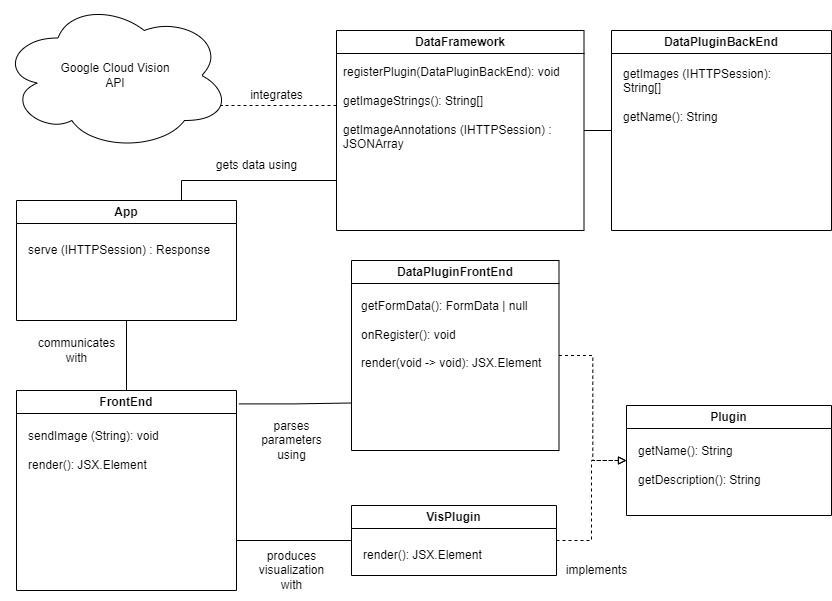 Google Cloud Vision
API
integrates
DataFramework
registerPlugin(DataPluginBackEnd): void
getImageStrings(): String[]
getImageAnnotations (IHTTPSession) :
JSONArray
DataPluginBackEnd
getImages (IHTTPSession):
String[]
getName(): String
gets data using
App
serve (IHTTPSession) : Response
communicates
with
DataPluginFrontEnd
getFormData(): FormData | null
onRegister(): void
render(void -> void): JSX.Element
FrontEnd
sendImage (String): void
render(): JSX.Element
parses
parameters
using
Plugin
getName(): String
getDescription(): String
VisPlugin
render(): JSX.Element
produces
visualization
with
implements